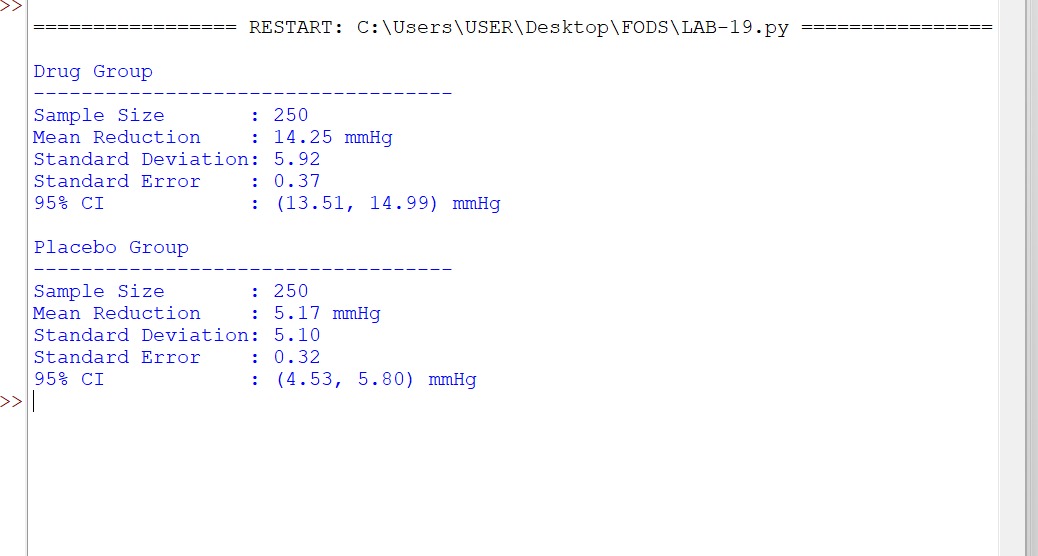 >>
================= RESTART: C:\Users\USER\Desktop\FODS\LAB-19.py ================
Drug Group
-----------------------------------
Sample Size       : 250
Mean Reduction    : 14.25 mmHg
Standard Deviation: 5.92
Standard Error    : 0.37
95% CI            : (13.51, 14.99) mmHg
Placebo Group
-----------------------------------
Sample Size       : 250
Mean Reduction    : 5.17 mmHg
Standard Deviation: 5.10
Standard Error    : 0.32
95% CI            : (4.53, 5.80) mmHg
>>